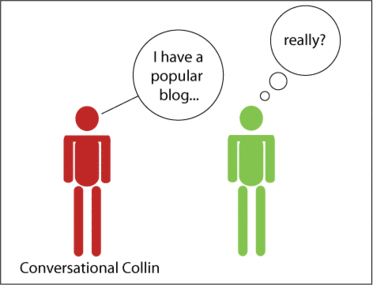 I have a
popular
blog...
really?
Conversational Collin